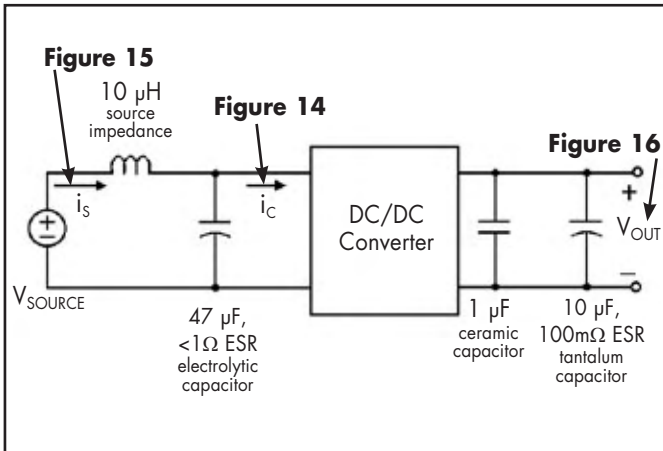 Figure 15
10 µH
source
impedance
Figure 14
Figure 16
iS
iC
DC/DC
Converter
+
VOUT
–
VSOURCE
47 µF,
<1Ω ESR
electrolytic
capacitor
1 µF
ceramic
capacitor
10 µF,
100mΩ ESR
tantalum
capacitor